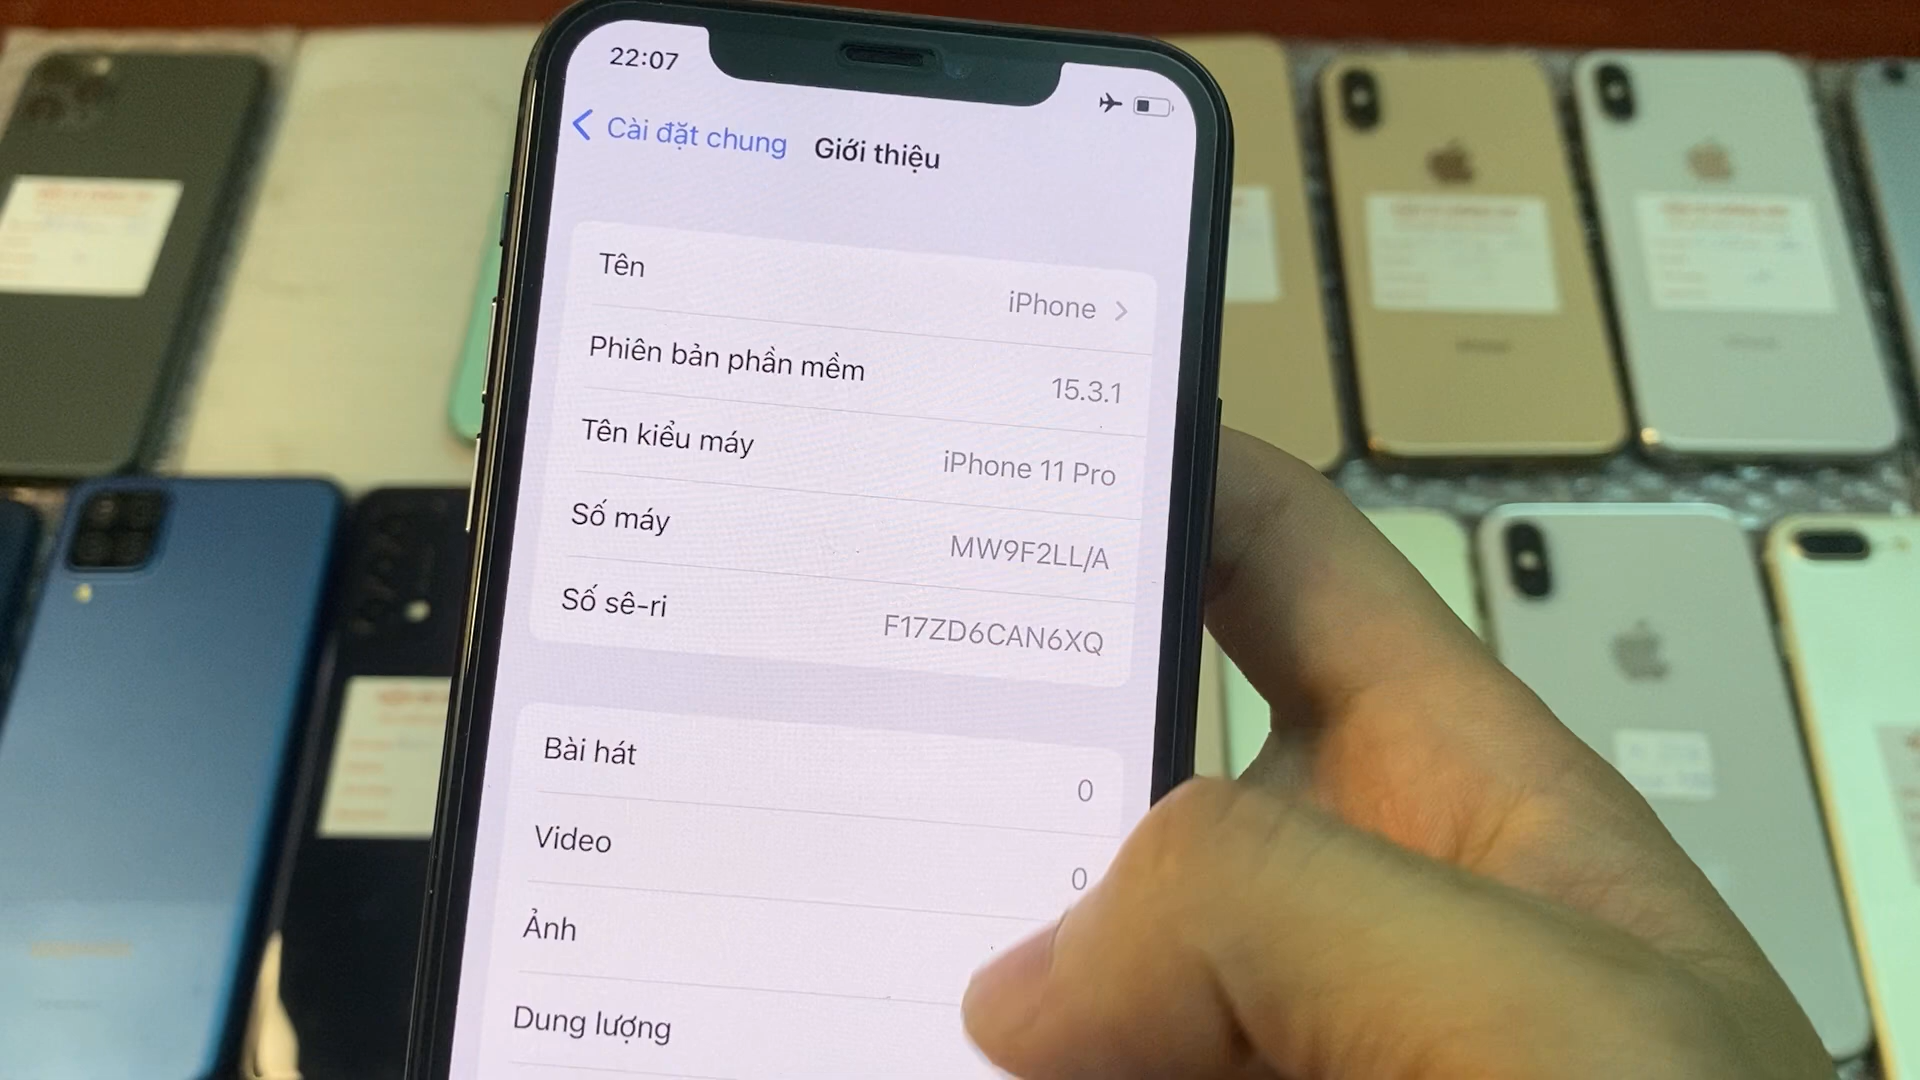 22:07
Cài đặt chung Giới thiệu
Tên iPhone
Phiên bản phần mềm 15.3.1
Tên kiểu máy iPhone 11 Pro
Số máy MW9F2LL/A
Số sê-ri F17ZD6CAN6XQ
Bài hát 0
Video 0
Ảnh
Dung lượng